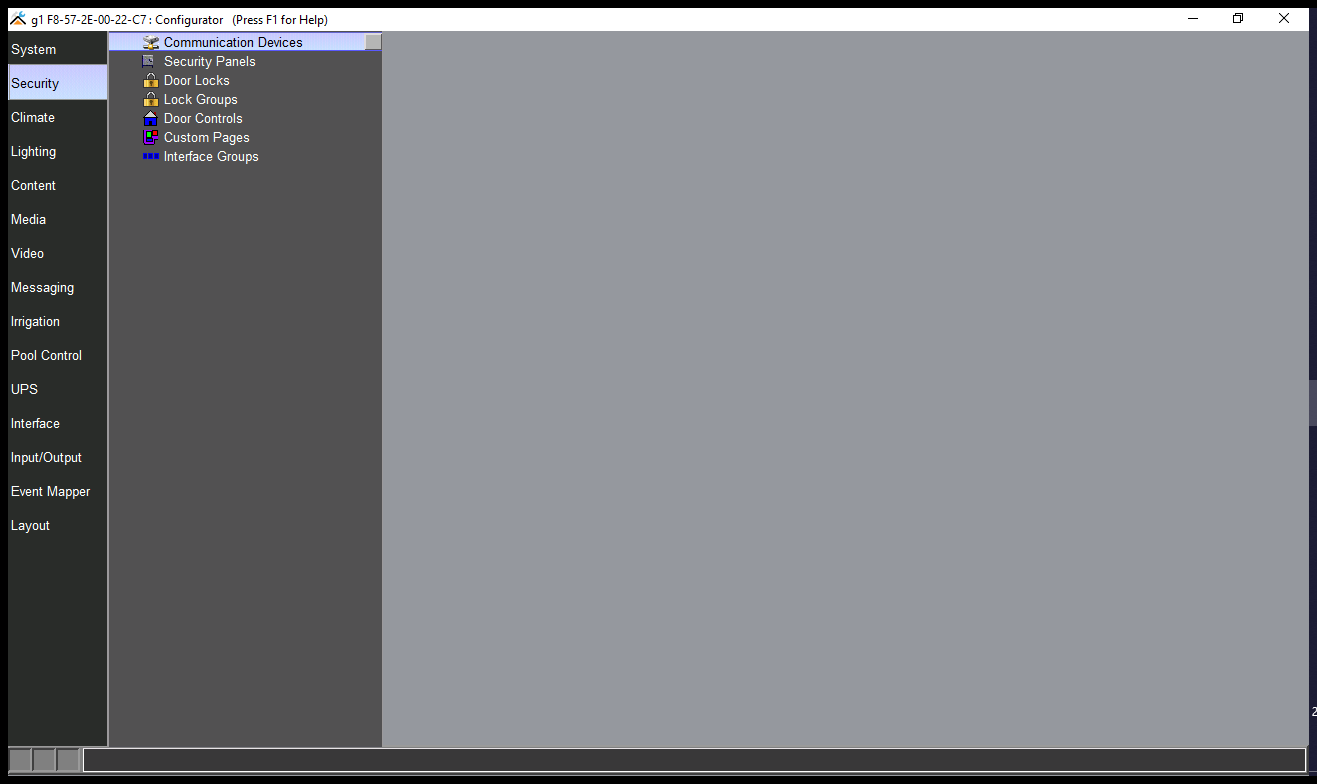 g1 F8-57-2E-00-22-C7 : Configurator (Press F1 for Help)
System
Security
Climate
Lighting
Content
Media
Video
Messaging
Irrigation
Pool Control
UPS
Interface
Input/Output
Event Mapper
Layout
Communication Devices
Security Panels
Door Locks
Lock Groups
Door Controls
Custom Pages
Interface Groups
2